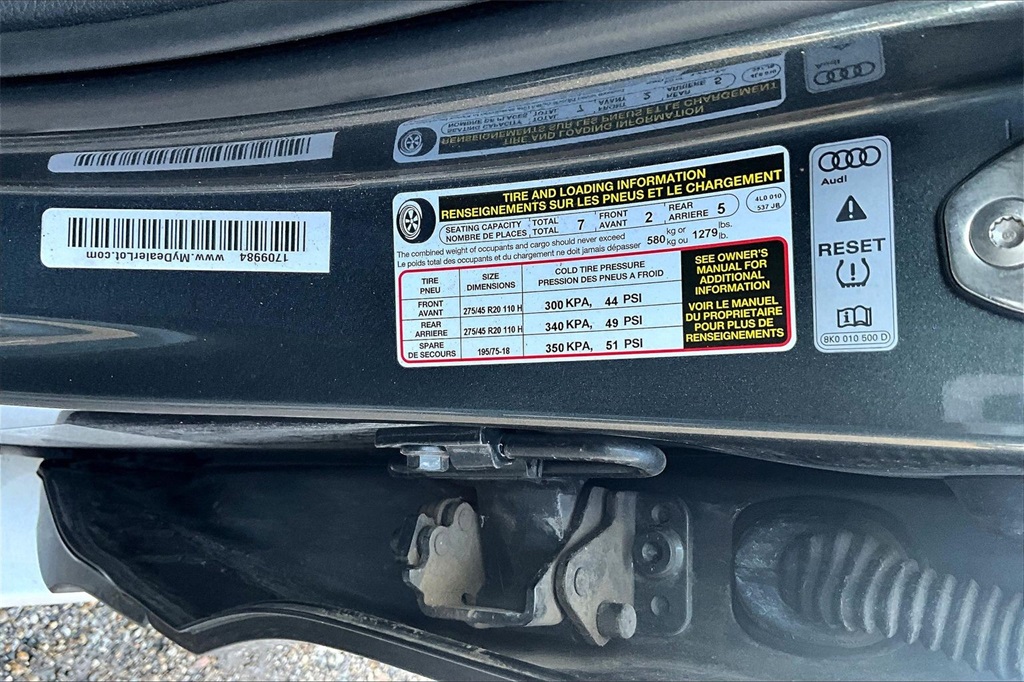 170984
www.Mydealerlot.com
TIRE AND LOADING INFORMATION
RENSEIGNEMENTS SUR LES PNEUS ET LE CHARGEMENT
SEATING CAPACITY TOTAL 7 FRONT 2 REAR 5
NOMBRE DE PLACES TOTAL AVANT ARRIERE
4L0 010
537 JB
The combined weight of occupants and cargo should never exceed 580 kg or 1279 lbs.
Le poids total des occupants et du chargement ne doit jamais dépasser kg ou lb.
TIRE SIZE COLD TIRE PRESSURE
PNEU DIMENSIONS PRESSION DES PNEUS A FROID
FRONT
AVANT 275/45 R20 110 H 300 KPA, 44 PSI
REAR
ARRIERE 275/45 R20 110 H 340 KPA, 49 PSI
SPARE
DE SECOURS 195/75-18 350 KPA, 51 PSI
SEE OWNER'S
MANUAL FOR
ADDITIONAL
INFORMATION
VOIR LE MANUEL
DU PROPRIETAIRE
POUR PLUS DE
RENSEIGNEMENTS
Audi
RESET
8K0 010 500 D